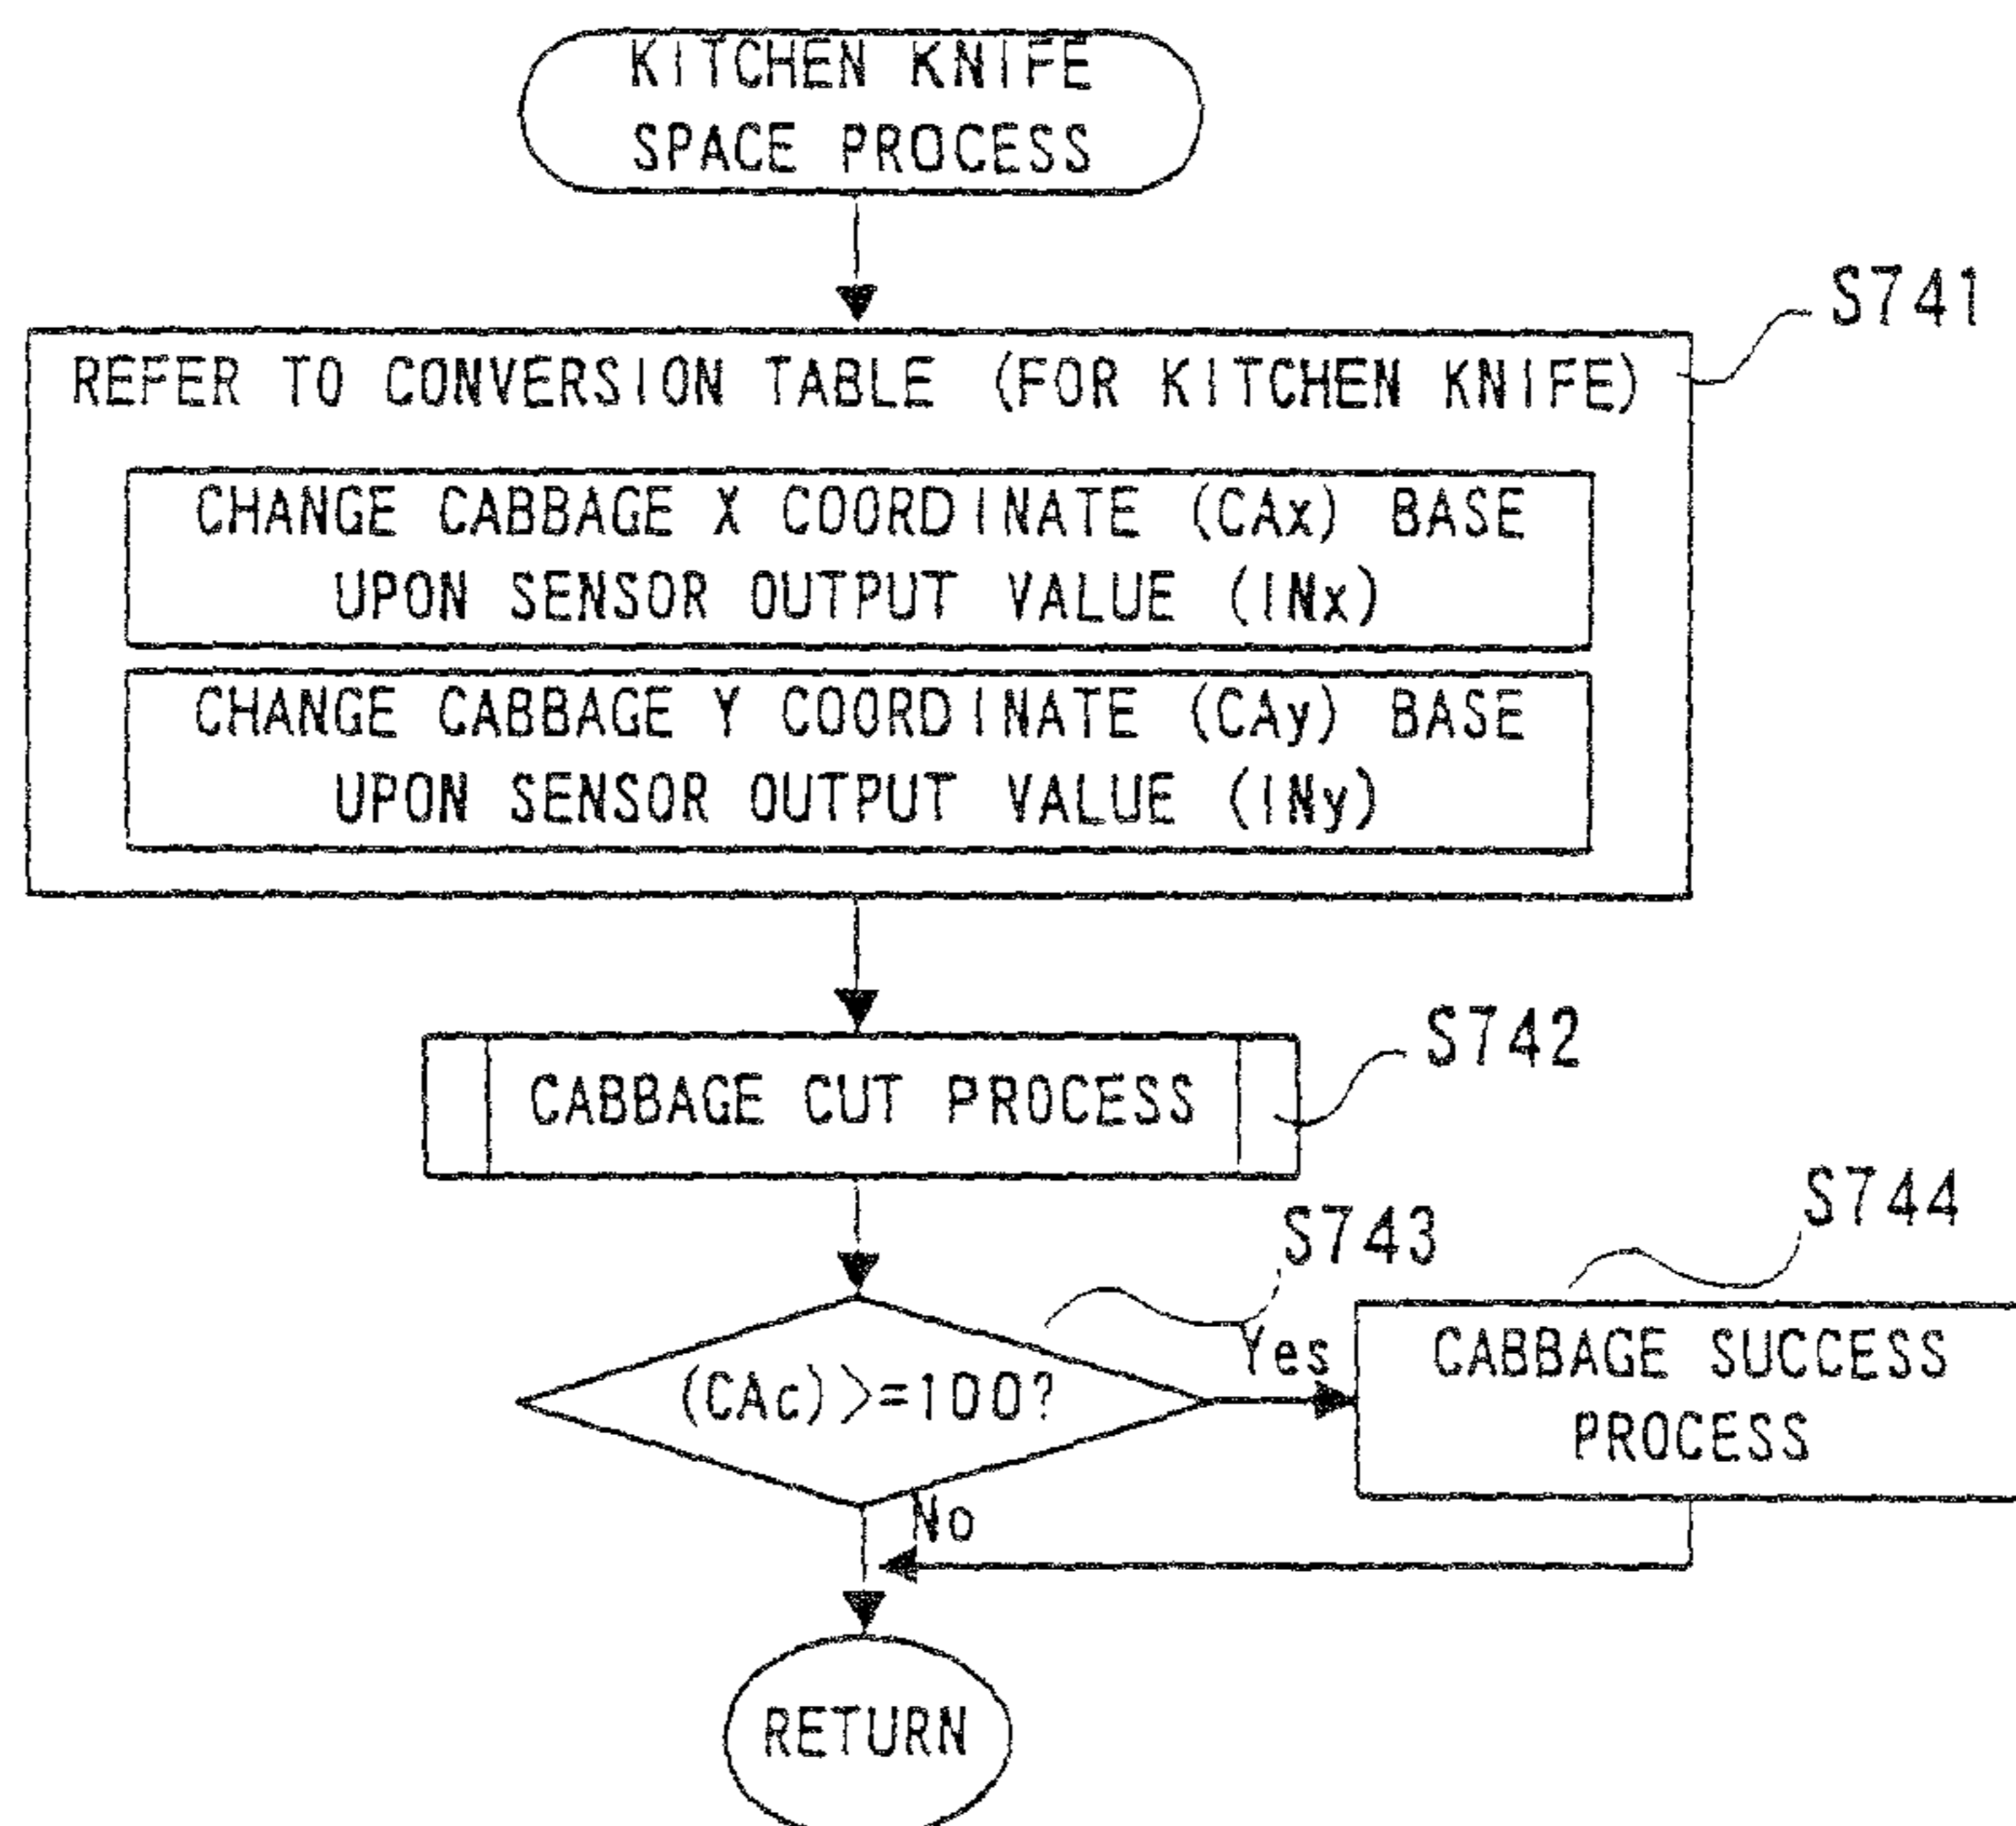 KITCHEN KNIFE
SPACE PROCESS
S741
REFER TO CONVERSION TABLE (FOR KITCHEN KNIFE)
CHANGE CABBAGE X COORDINATE (CAx) BASE
UPON SENSOR OUTPUT VALUE (INx)
CHANGE CABBAGE Y COORDINATE (CAy) BASE
UPON SENSOR OUTPUT VALUE (INy)
S742
CABBAGE CUT PROCESS
S743
S744
(CAc)>=100?
Yes
CABBAGE SUCCESS
PROCESS
No
RETURN